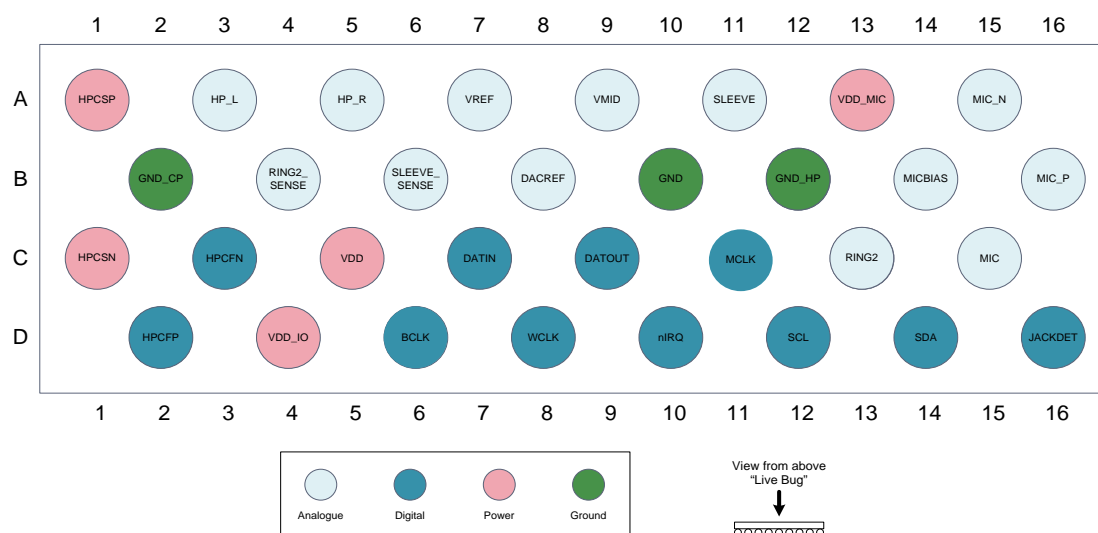 1 2 3 4 5 6 7 8 9 10 11 12 13 14 15 16
A HPCSP HP_L HP_R VREF VMID SLEEVE VDD_MIC MIC_N
B GND_CP RING2_ SENSE SLEEVE_ SENSE DACREF GND GND_HP MICBIAS MIC_P
C HPCSN HPCFN VDD DATIN DATOUT MCLK RING2 MIC
D HPCFP VDD_IO BCLK WCLK nIRQ SCL SDA JACKDET
1 2 3 4 5 6 7 8 9 10 11 12 13 14 15 16
Analogue Digital Power Ground
View from above
“Live Bug”